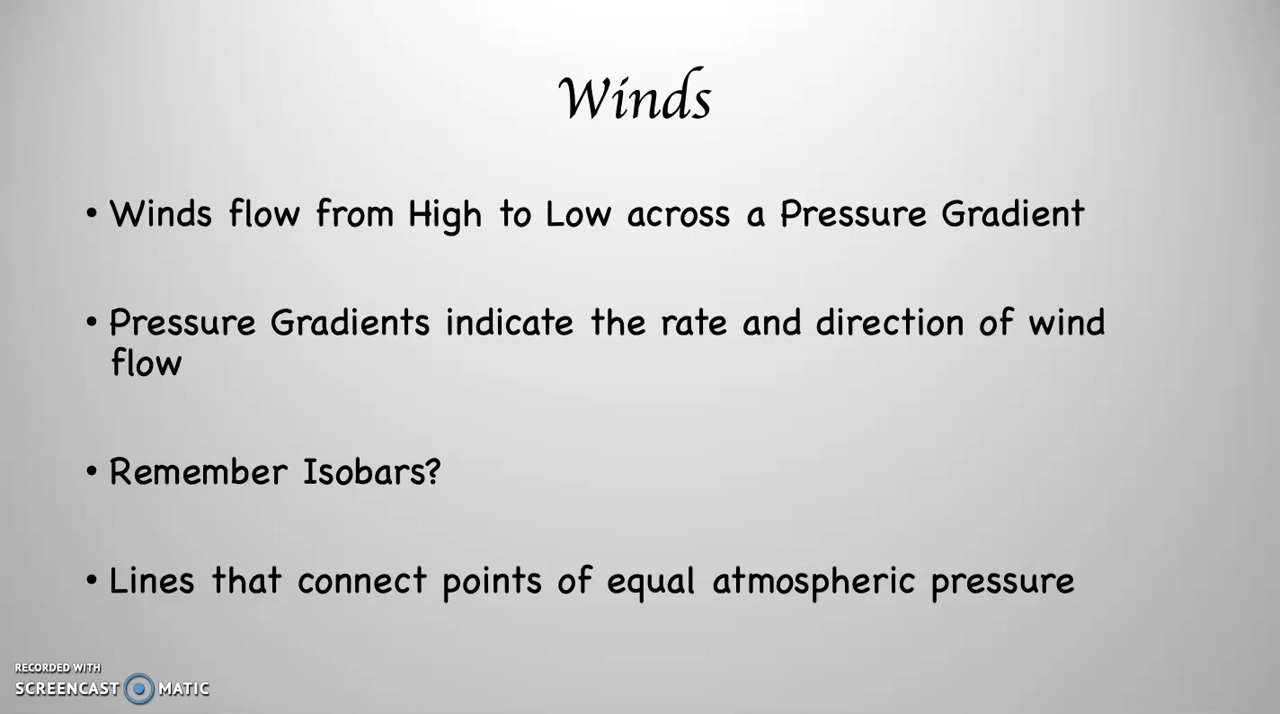 Winds
• Winds flow from High to Low across a Pressure Gradient
• Pressure Gradients indicate the rate and direction of wind
flow
• Remember Isobars?
• Lines that connect points of equal atmospheric pressure
RECORDED WITH
SCREENCAST MATIC